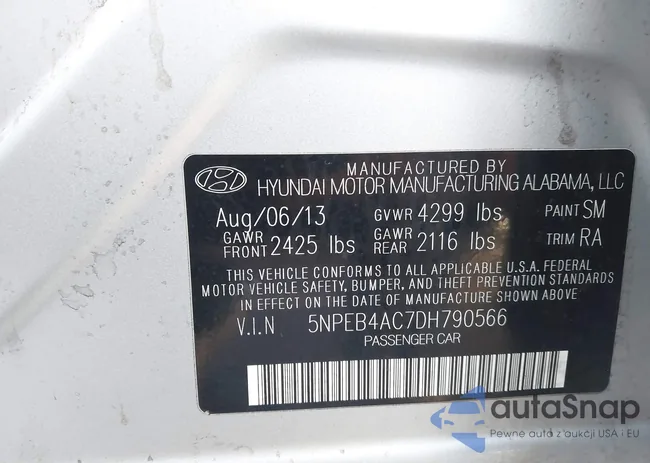 MANUFACTURED BY
HYUNDAI MOTOR MANUFACTURING ALABAMA, LLC
Aug/06/13 GVWR 4299 lbs PAINT SM
GAWR FRONT 2425 lbs GAWR REAR 2116 lbs TRIM RA
THIS VEHICLE CONFORMS TO ALL APPLICABLE U.S.A. FEDERAL
MOTOR VEHICLE SAFETY, BUMPER, AND THEFT PREVENTION STANDARDS
IN EFFECT ON THE DATE OF MANUFACTURE SHOWN ABOVE
V.I.N 5NPEB4AC7DH790566
PASSENGER CAR
autaSnap
Pewne auta z aukcji USA i EU